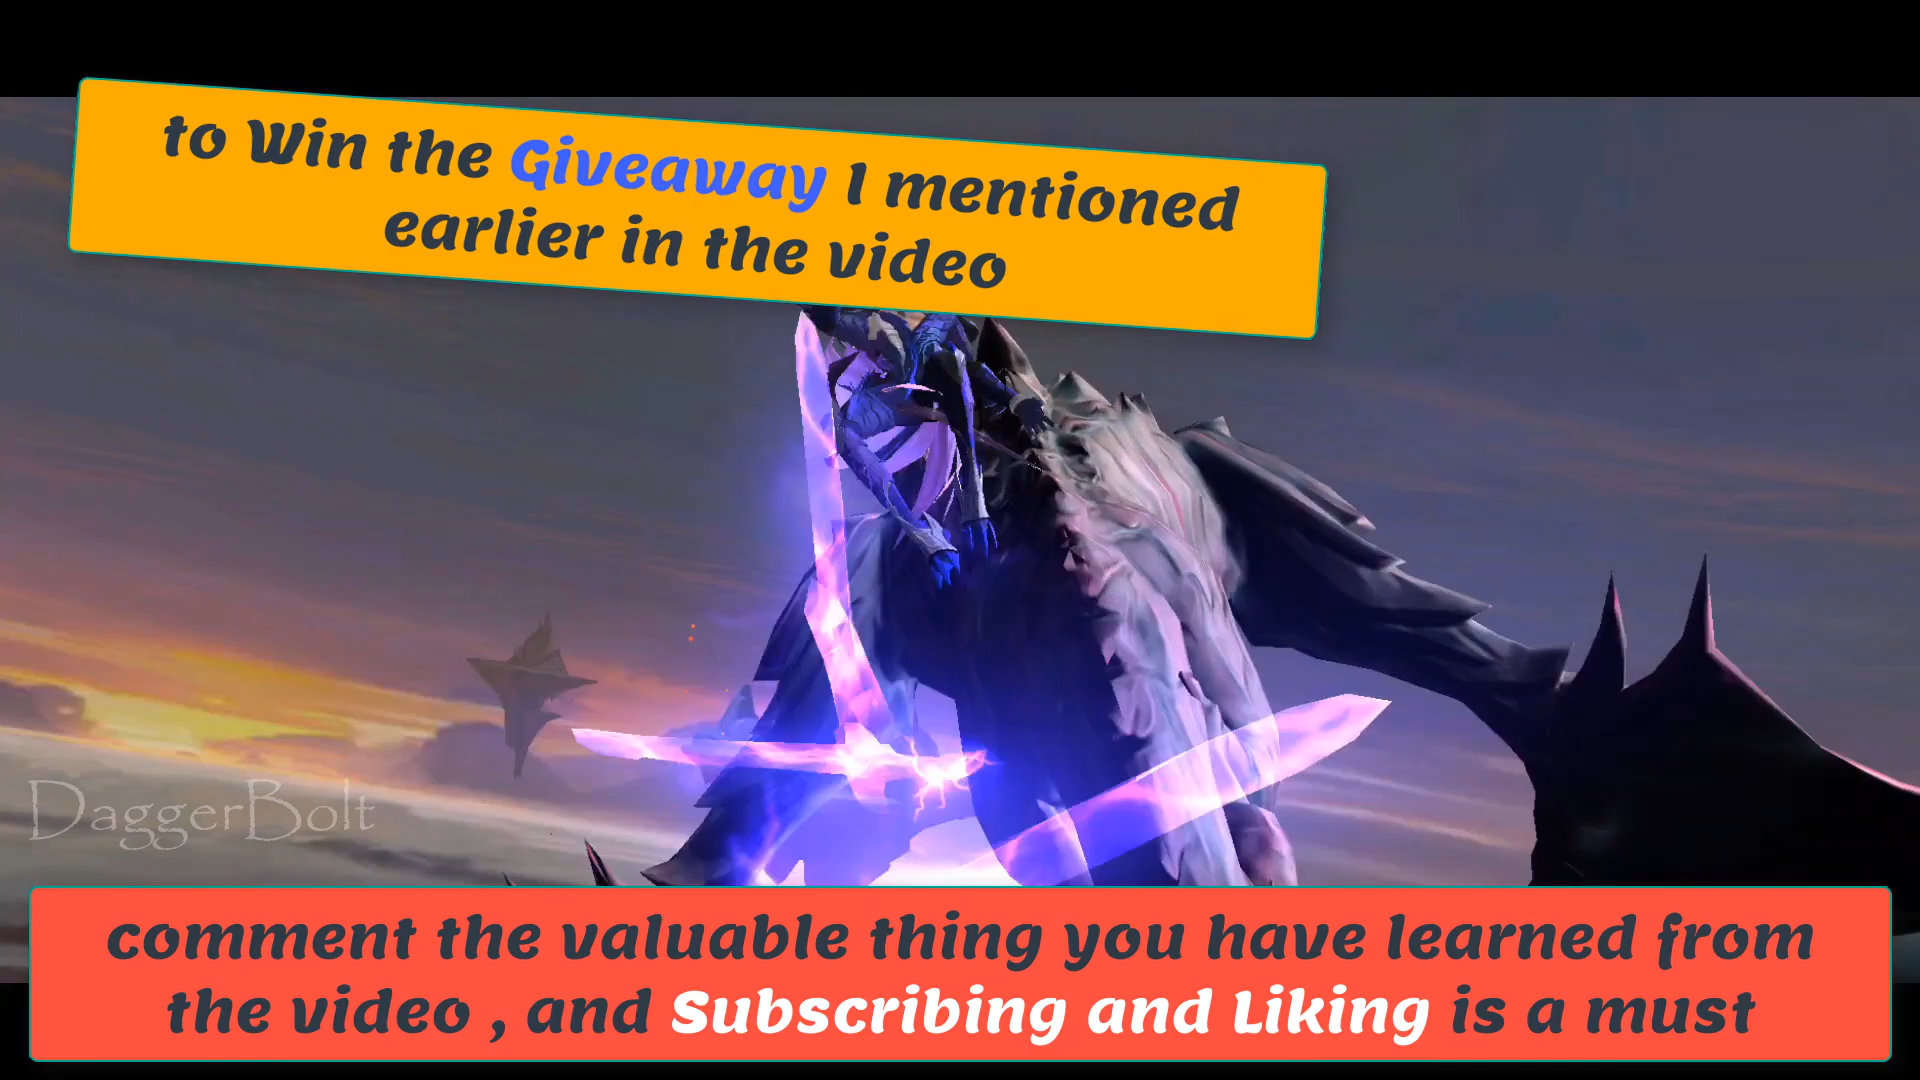 to Win the Giveaway I mentioned
earlier in the video
DaggerBolt
comment the valuable thing you have learned from
the video , and Subscribing and Liking is a must